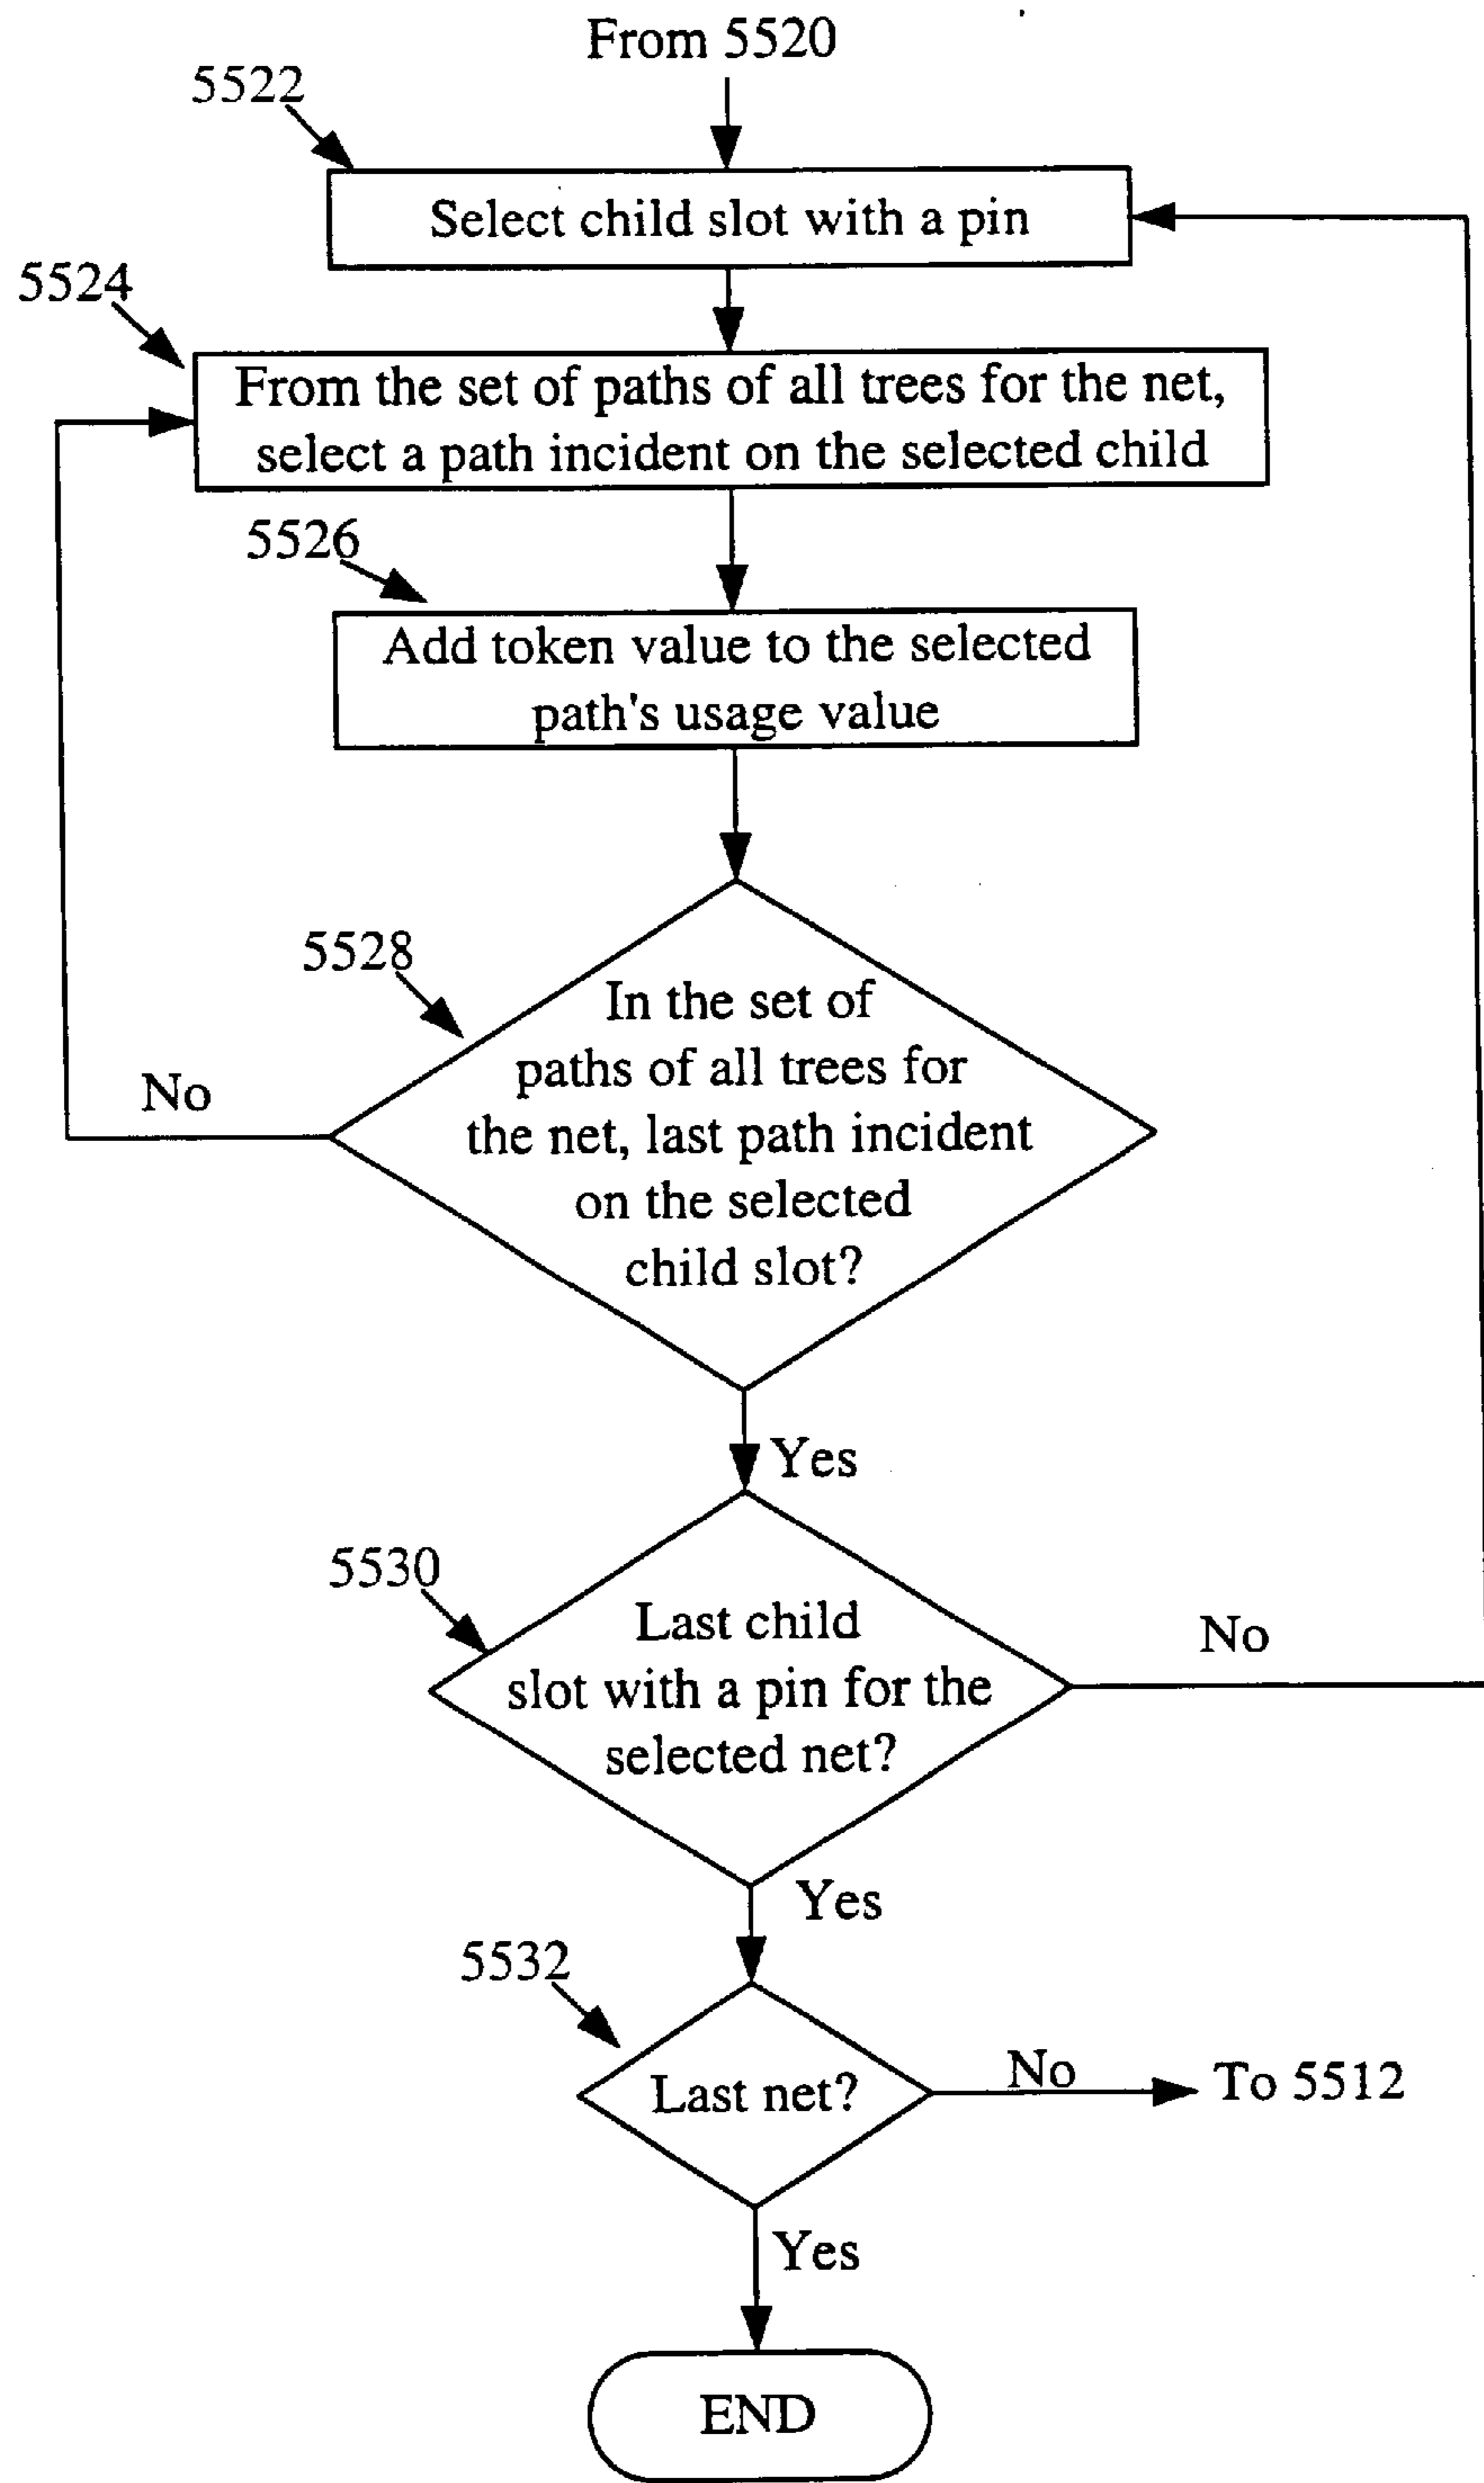 From 5520
5522
Select child slot with a pin
5524
From the set of paths of all trees for the net,
select a path incident on the selected child
5526
Add token value to the selected
path's usage value
5528
In the set of
paths of all trees for
the net, last path incident
on the selected
child slot?
No
Yes
5530
Last child
slot with a pin for the
selected net?
No
Yes
5532
Last net?
No
To 5512
Yes
END